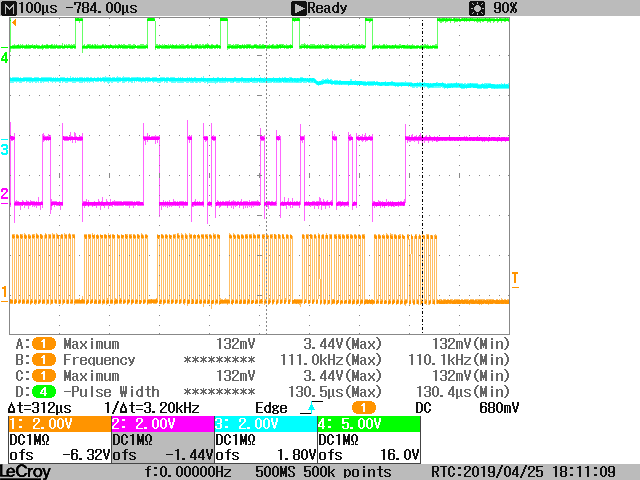 M 100µs -784.00µs Ready 90%
4
3
2
1
T
A: 1 Maximum 132mV 3.44V(Max) 132mV(Min)
B: 1 Frequency ********* 111.0kHz(Max) 110.1kHz(Min)
C: 1 Maximum 132mV 3.44V(Max) 132mV(Min)
D: 4 -Pulse Width ********* 130.5µs(Max) 130.4µs(Min)
Δt=312µs 1/Δt=3.20kHz Edge 1 DC 680mV
1: 2.00V 2: 2.00V 3: 2.00V 4: 5.00V
DC1MΩ DC1MΩ DC1MΩ DC1MΩ
ofs -6.32V ofs -1.44V ofs 1.80V ofs 16.0V
LeCroy f:0.00000Hz 500MS 500k points RTC:2019/04/25 18:11:09